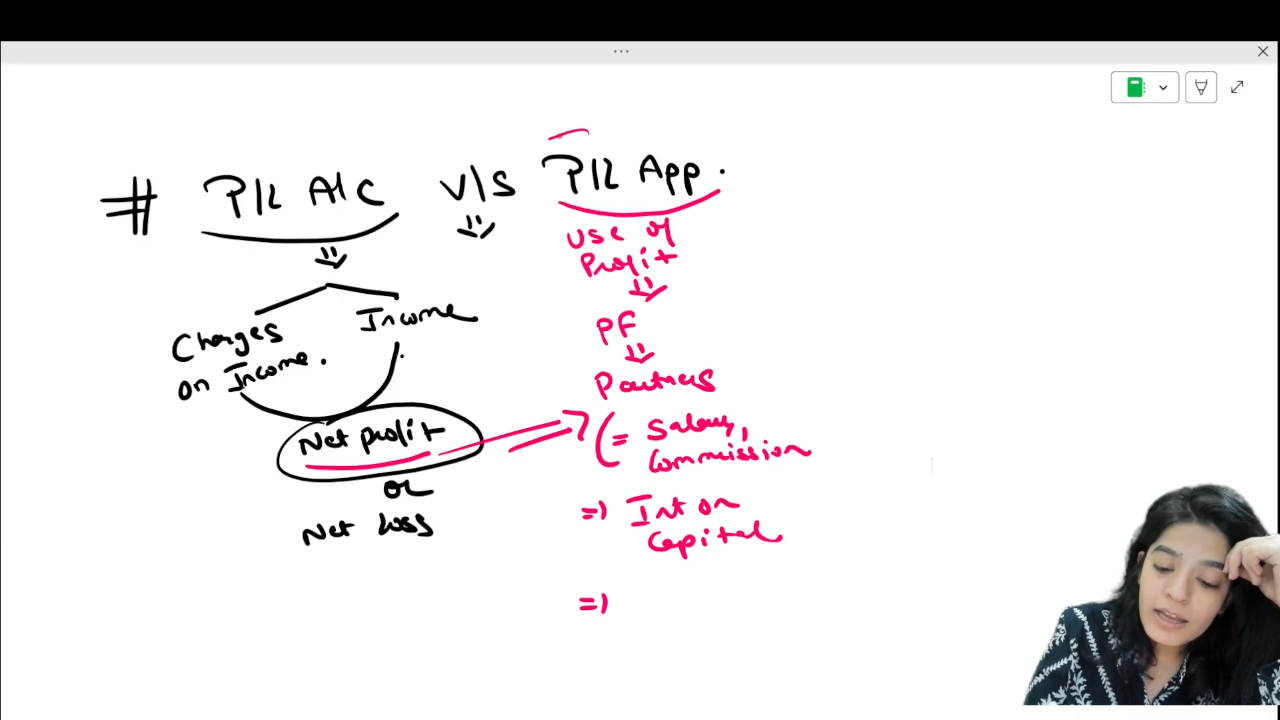 # P/L A/C V/S P/L App.
Use of
Profit
PF
Partners
Charges
on Income.
Income
Net profit
or
Net loss
= Salary,
Commission
=) Int on
Capital
=)